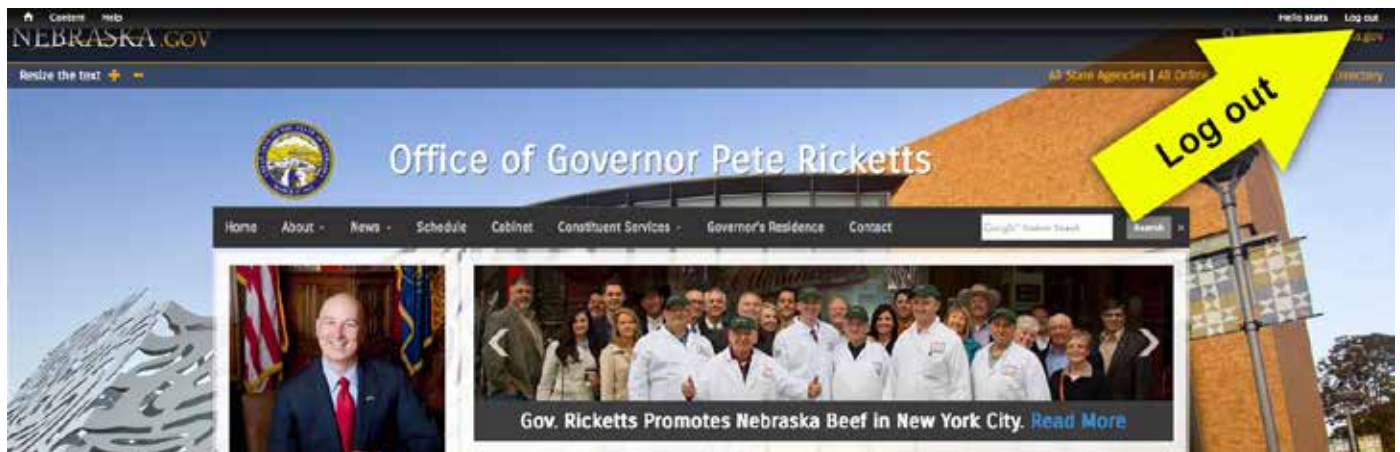 Content Help
Hello stats Log out
NEBRASKA.GOV
Resize the text + -
All State Agencies | All Online
Directory
Log out
Office of Governor Pete Ricketts
Home About News Schedule Cabinet Constituent Services Governor's Residence Contact
Google Search
Gov. Ricketts Promotes Nebraska Beef in New York City. Read More